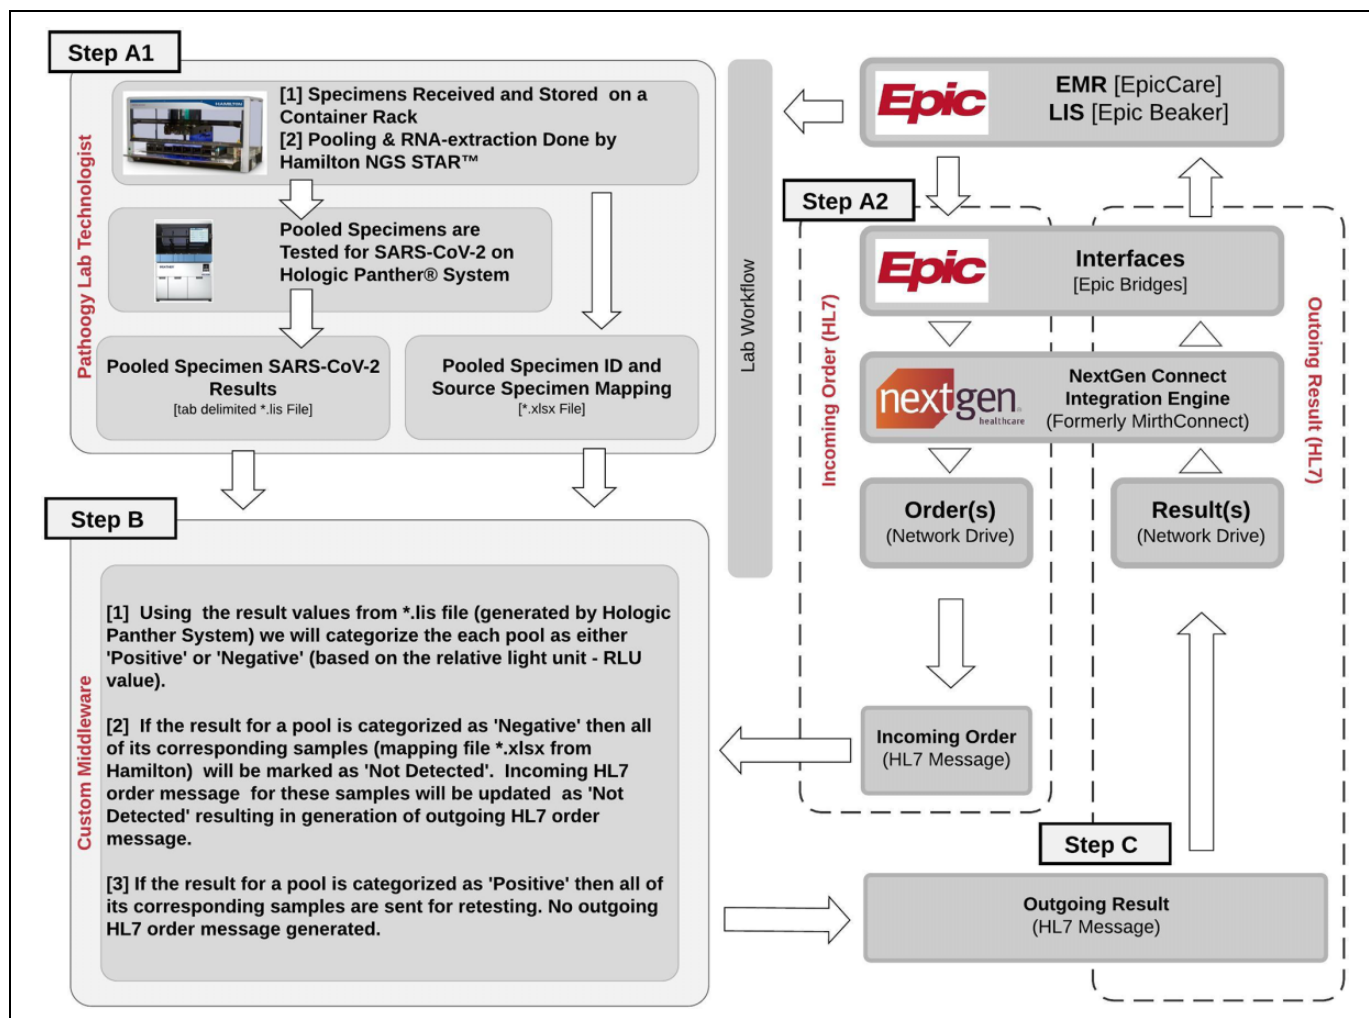 Step A1
Pathoogy Lab Technologist
HAMILTON
[1] Specimens Received and Stored on a
Container Rack
[2] Pooling & RNA-extraction Done by
Hamilton NGS STAR™
Pooled Specimens are
Tested for SARS-CoV-2 on
Hologic Panther® System
Pooled Specimen SARS-CoV-2
Results
[tab delimited *.lis File]
Pooled Specimen ID and
Source Specimen Mapping
[*.xlsx File]
Step B
Custom Middleware
[1] Using the result values from *.lis file (generated by Hologic
Panther System) we will categorize the each pool as either
'Positive' or 'Negative' (based on the relative light unit - RLU
value).
[2] If the result for a pool is categorized as 'Negative' then all
of its corresponding samples (mapping file *.xlsx from
Hamilton) will be marked as 'Not Detected'. Incoming HL7
order message for these samples will be updated as 'Not
Detected' resulting in generation of outgoing HL7 order
message.
[3] If the result for a pool is categorized as 'Positive' then all of
its corresponding samples are sent for retesting. No outgoing
HL7 order message generated.
Lab Workflow
Epic
EMR [EpicCare]
LIS [Epic Beaker]
Step A2
Incoming Order (HL7)
Epic
Interfaces
[Epic Bridges]
nextgen
healthcare
NextGen Connect
Integration Engine
(Formerly MirthConnect)
Order(s)
(Network Drive)
Result(s)
(Network Drive)
Outoing Result (HL7)
Incoming Order
(HL7 Message)
Step C
Outgoing Result
(HL7 Message)